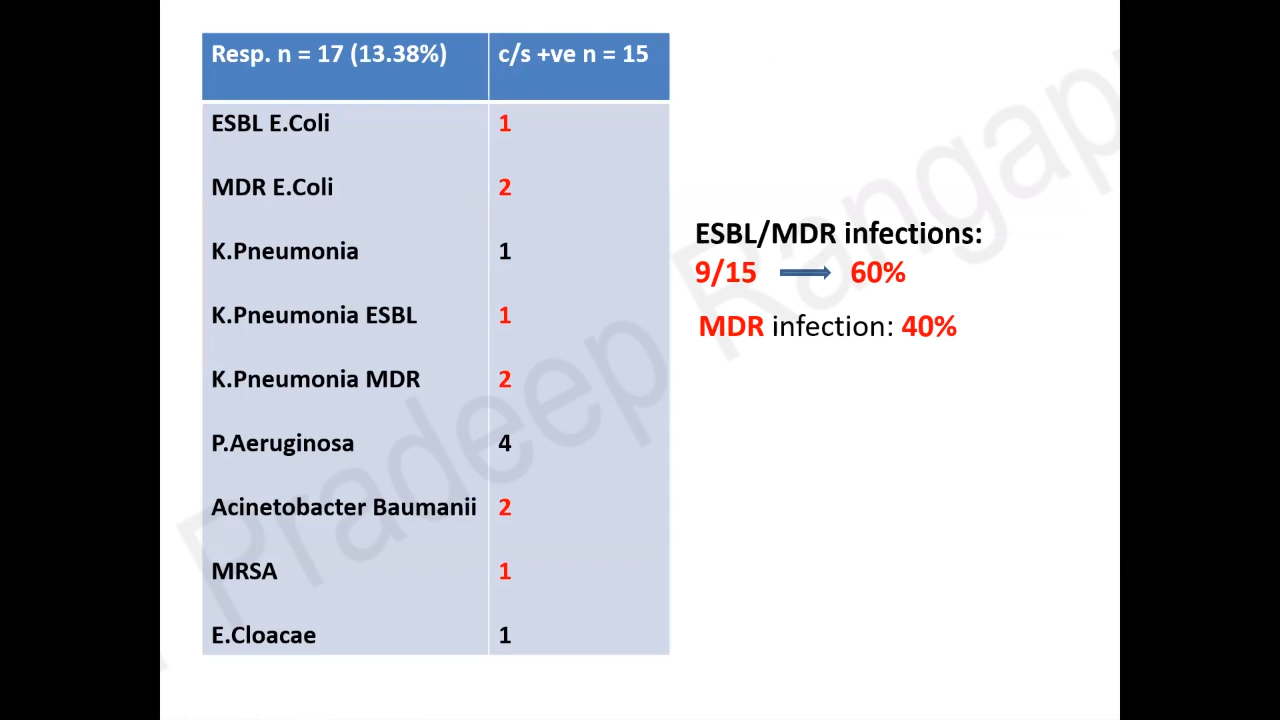 Resp. n = 17 (13.38%) c/s +ve n = 15
ESBL E.Coli 1
MDR E.Coli 2
K.Pneumonia 1
K.Pneumonia ESBL 1
K.Pneumonia MDR 2
P.Aeruginosa 4
Acinetobacter Baumanii 2
MRSA 1
E.Cloacae 1
ESBL/MDR infections:
9/15 60%
MDR infection: 40%
Pradeep Rangap